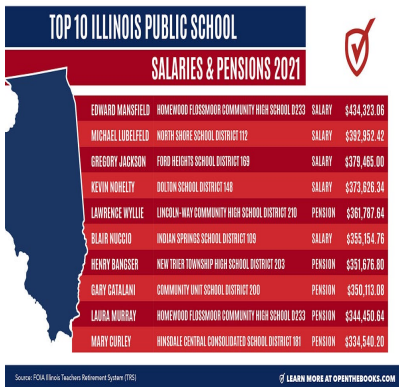 TOP 10 ILLINOIS PUBLIC SCHOOL
SALARIES & PENSIONS 2021
EDWARD MANSFIELD HOMEWOOD FLOSSMOOR COMMUNITY HIGH SCHOOL D233 SALARY $434,323.06
MICHAEL LUBELFELD NORTH SHORE SCHOOL DISTRICT 112 SALARY $392,952.42
GREGORY JACKSON FORD HEIGHTS SCHOOL DISTRICT 169 SALARY $379,465.00
KEVIN NOHELTY DOLTON SCHOOL DISTRICT 148 SALARY $373,626.34
LAWRENCE WYLLIE LINCOLN-WAY COMMUNITY HIGH SCHOOL DISTRICT 210 PENSION $361,787.64
BLAIR NUCCIO INDIAN SPRINGS SCHOOL DISTRICT 109 SALARY $355,154.76
HENRY BANGSER NEW TRIER TOWNSHIP HIGH SCHOOL DISTRICT 203 PENSION $351,676.80
GARY CATALANI COMMUNITY UNIT SCHOOL DISTRICT 200 PENSION $350,113.08
LAURA MURRAY HOMEWOOD FLOSSMOOR COMMUNITY HIGH SCHOOL D233 PENSION $344,450.64
MARY CURLEY HINSDALE CENTRAL CONSOLIDATED SCHOOL DISTRICT 181 PENSION $334,540.20
Source: FOIA Illinois Teachers Retirement System (TRS)
LEARN MORE AT OPENTHEBOOKS.COM